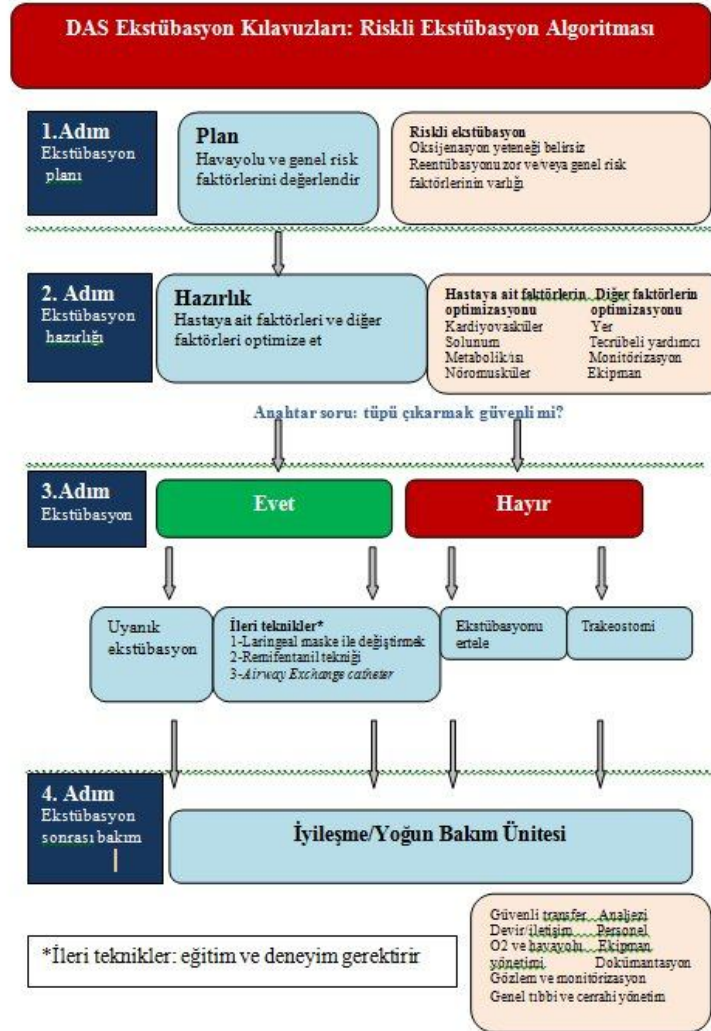 DAS Ekstübasyon Kılavuzları: Riskli Ekstübasyon Algoritması
1.Adım
Ekstübasyon
planı
Plan
Havayolu ve genel risk
faktörlerini değerlendir
Riskli ekstübasyon
Oksijenasyon yeteneği belirsiz
Reentübasyonu zor ve/veya genel risk
faktörlerinin varlığı
2. Adım
Ekstübasyon
hazırlığı
Hazırlık
Hastaya ait faktörleri ve diğer
faktörleri optimize et
Hastaya ait faktörlerin Diğer faktörlerin
optimizasyonu optimizasyonu
Kardiyovasküler Yer
Solunum Tecrübeli yardımcı
Metabolik/ısı Monitörizasyon
Nöromusküler Ekipman
Anahtar soru: tüpü çıkarmak güvenli mi?
3.Adım
Ekstübasyon
Evet
Hayır
Uyanık
ekstübasyon
İleri teknikler*
1-Laringeal maske ile değiştirmek
2-Remifentanil tekniği
3-Airway Exchange catheter
Ekstübasyonu
ertele
Trakeostomi
4. Adım
Ekstübasyon
sonrası bakım
İyileşme/Yoğun Bakım Ünitesi
Güvenli transfer Analjezi
Devir/iletişim Personel
O2 ve havayolu Ekipman
yönetimi Dokümantasyon
Gözlem ve monitörizasyon
Genel tıbbi ve cerrahi yönetim
*İleri teknikler: eğitim ve deneyim gerektirir